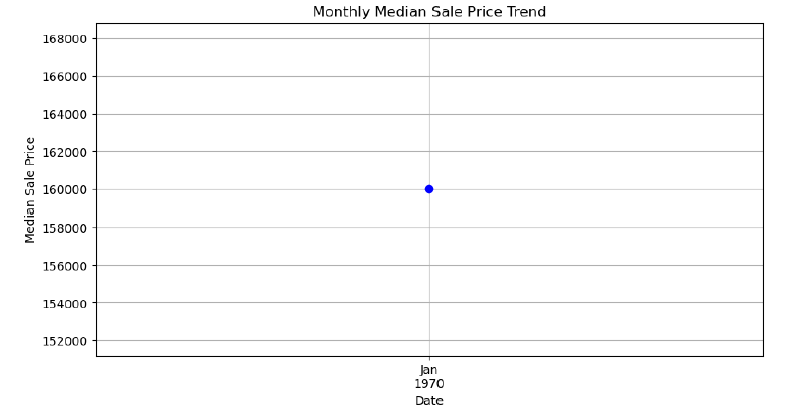 Monthly Median Sale Price Trend
168000
166000
164000
162000
160000
158000
156000
154000
152000
Median Sale Price
Jan
1970
Date